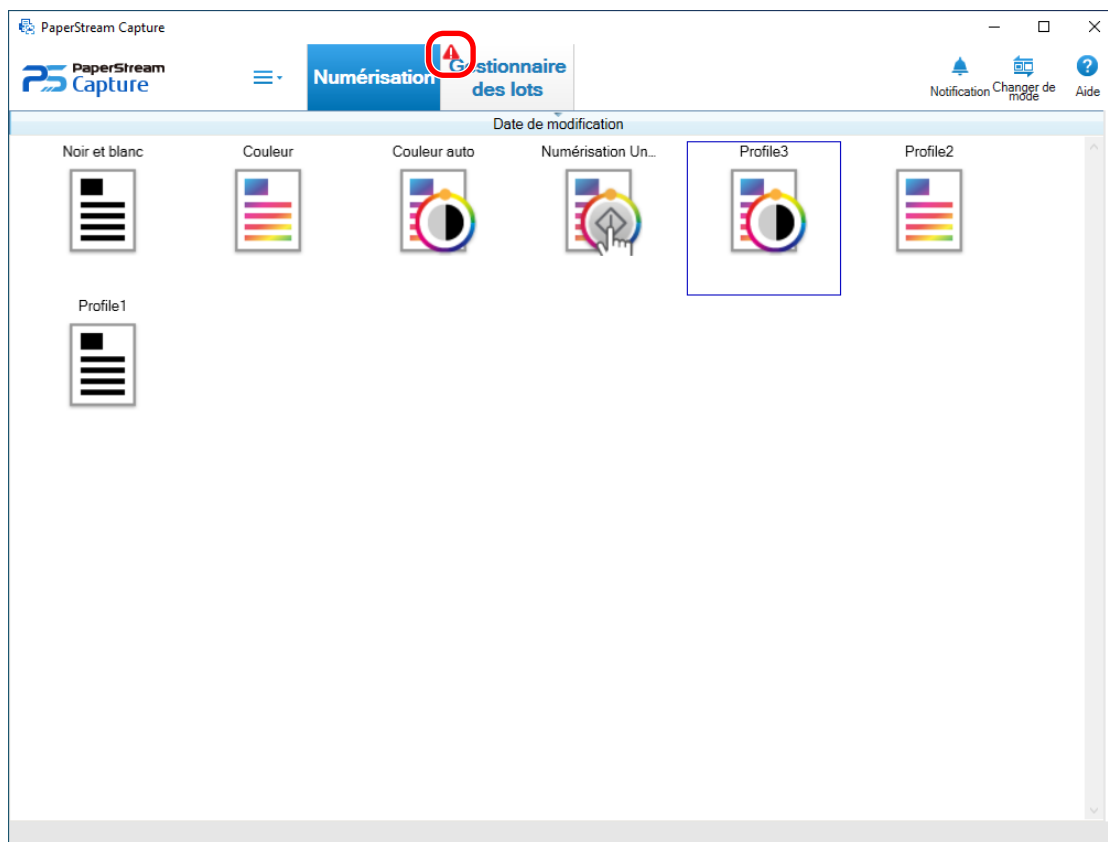 PaperStream Capture
PaperStream
Capture
Numérisation
Gestionnaire
des lots
Notification
Changer de
mode
Aide
Date de modification
Noir et blanc
Couleur
Couleur auto
Numérisation Un...
Profile3
Profile2
Profile1